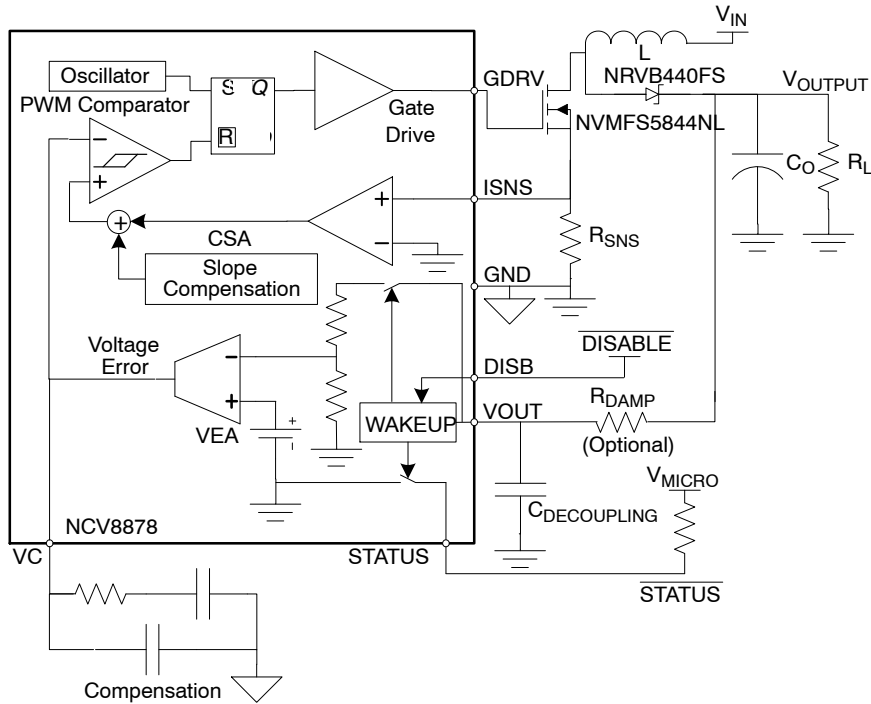 V_IN
L
Oscillator
S Q
R
GDRV
NRVB440FS
V_OUTPUT
PWM Comparator
Gate
Drive
NVMFS5844NL
−
+
C_O
R_L
ISNS
+
−
+
CSA
R_SNS
Slope
Compensation
GND
DISABLE
Voltage
Error
−
+
VEA
+
−
DISB
R_DAMP
WAKEUP
VOUT
(Optional)
V_MICRO
C_DECOUPLING
NCV8878
VC
STATUS
STATUS
Compensation